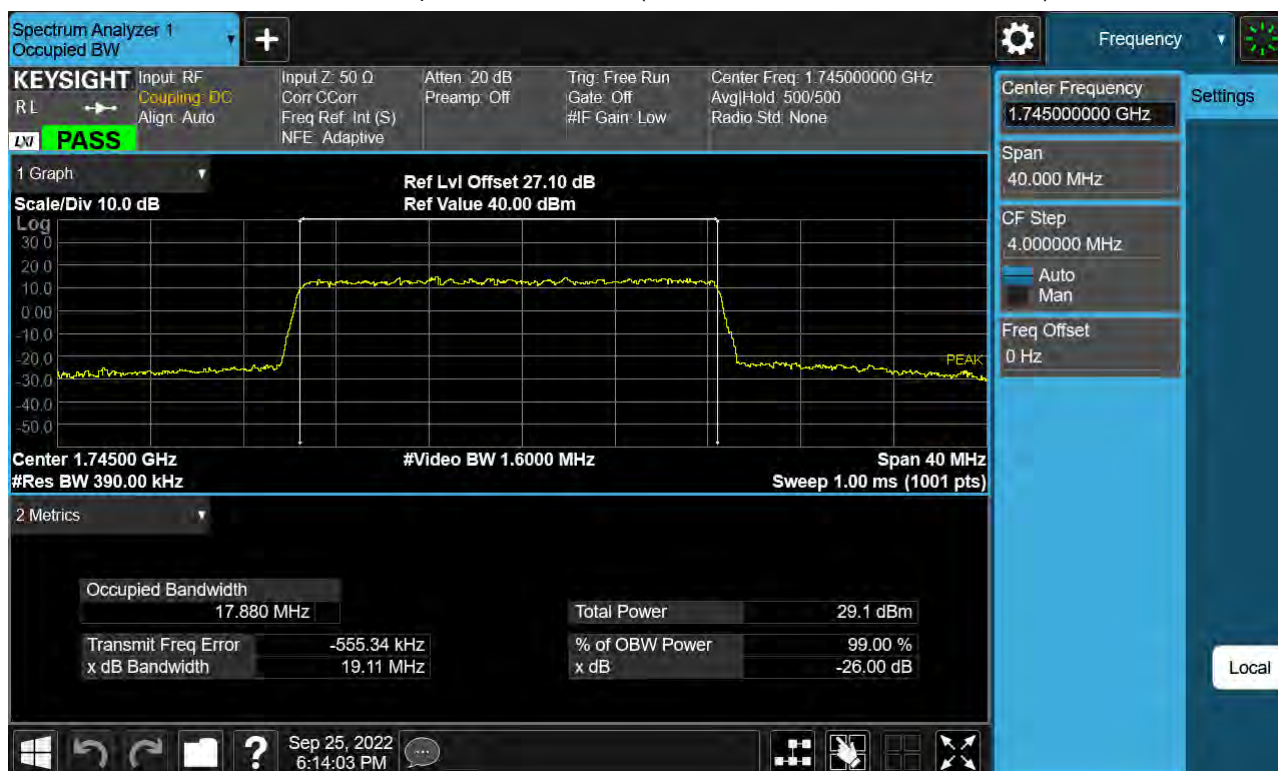 Spectrum Analyzer 1
Occupied BW
+
Frequency
KEYSIGHT
R L
LXI
PASS
Input: RF
Coupling: DC
Align: Auto
Input Z: 50 Ω
Corr CCorr
Freq Ref: Int (S)
NFE: Adaptive
Atten: 20 dB
Preamp: Off
Trig: Free Run
Gate: Off
#IF Gain: Low
Center Freq: 1.745000000 GHz
Avg|Hold: 500/500
Radio Std: None
Center Frequency
1.745000000 GHz
Settings
Span
40.000 MHz
CF Step
4.000000 MHz
Auto
Man
Freq Offset
0 Hz
1 Graph
Scale/Div 10.0 dB
Ref Lvl Offset 27.10 dB
Ref Value 40.00 dBm
Log
30.0
20.0
10.0
0.00
-10.0
-20.0
-30.0
-40.0
-50.0
PEAK
Center 1.74500 GHz
#Video BW 1.6000 MHz
Span 40 MHz
#Res BW 390.00 kHz
Sweep 1.00 ms (1001 pts)
2 Metrics
Occupied Bandwidth
17.880 MHz
Total Power 29.1 dBm
Transmit Freq Error -555.34 kHz
% of OBW Power 99.00 %
x dB Bandwidth 19.11 MHz
x dB -26.00 dB
Local
?
Sep 25, 2022
6:14:03 PM